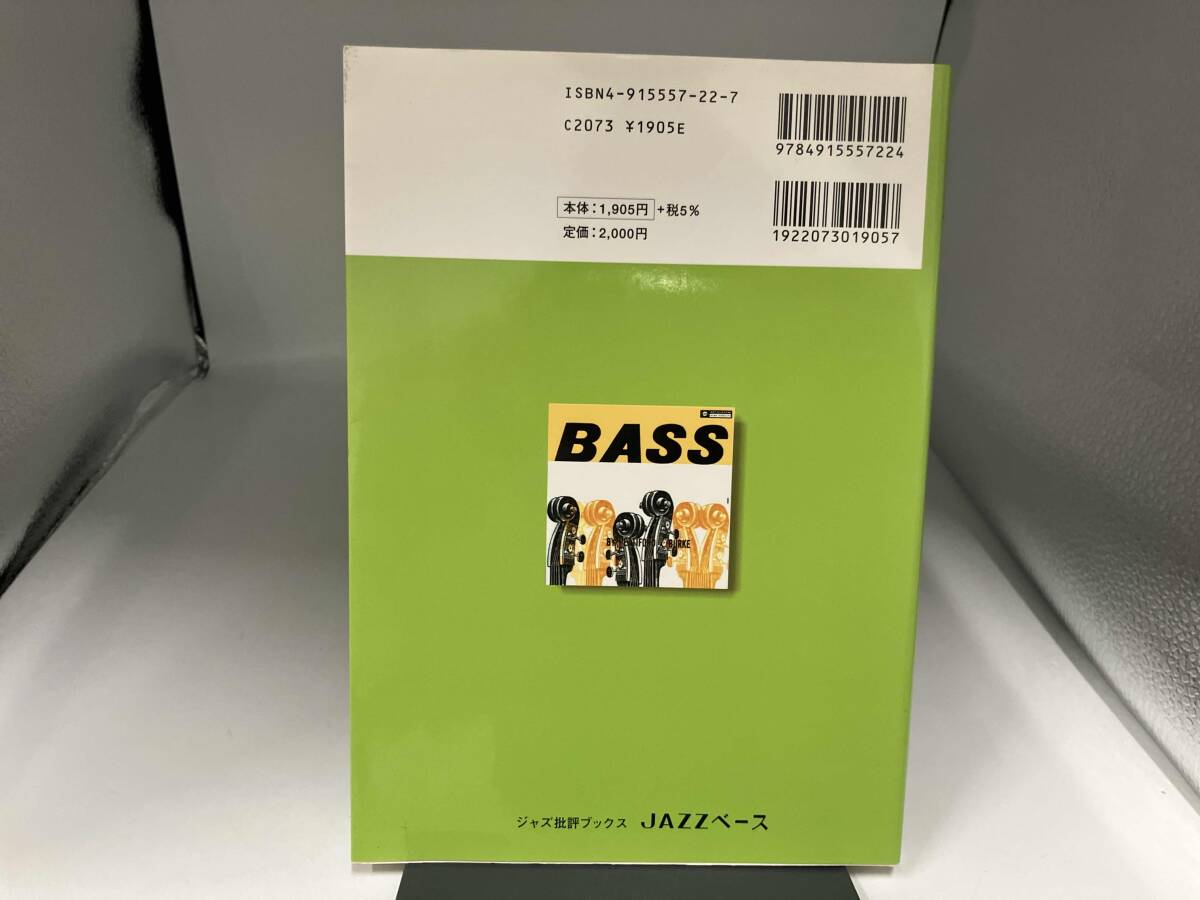 ISBN4-915557-22-7
C2073 ¥1905E
9784915557224
本体：1,905円 +税5%
定価：2,000円
1922073019057
BASS
BURKE
ジャズ批評ブックス JAZZベース